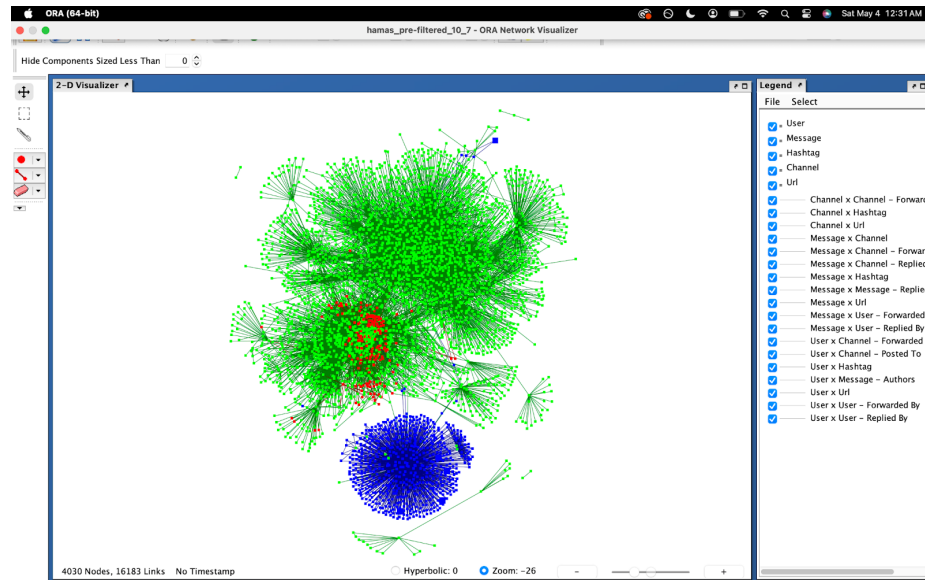 ORA (64-bit)
Sat May 4 12:31AM
hamas_pre-filtered_10_7 - ORA Network Visualizer
Hide Components Sized Less Than 0
2-D Visualizer
Legend
File Select
User
Message
Hashtag
Channel
Url
Channel x Channel - Forward
Channel x Hashtag
Channel x Url
Message x Channel
Message x Channel - Forwar
Message x Channel - Replied
Message x Hashtag
Message x Message - Replie
Message x Url
Message x User - Forwarded
Message x User - Replied By
User x Channel - Forwarded
User x Channel - Posted To
User x Hashtag
User x Message - Authors
User x Url
User x User - Forwarded By
User x User - Replied By
4030 Nodes, 16183 Links No Timestamp
Hyperbolic: 0 Zoom: -26 - +